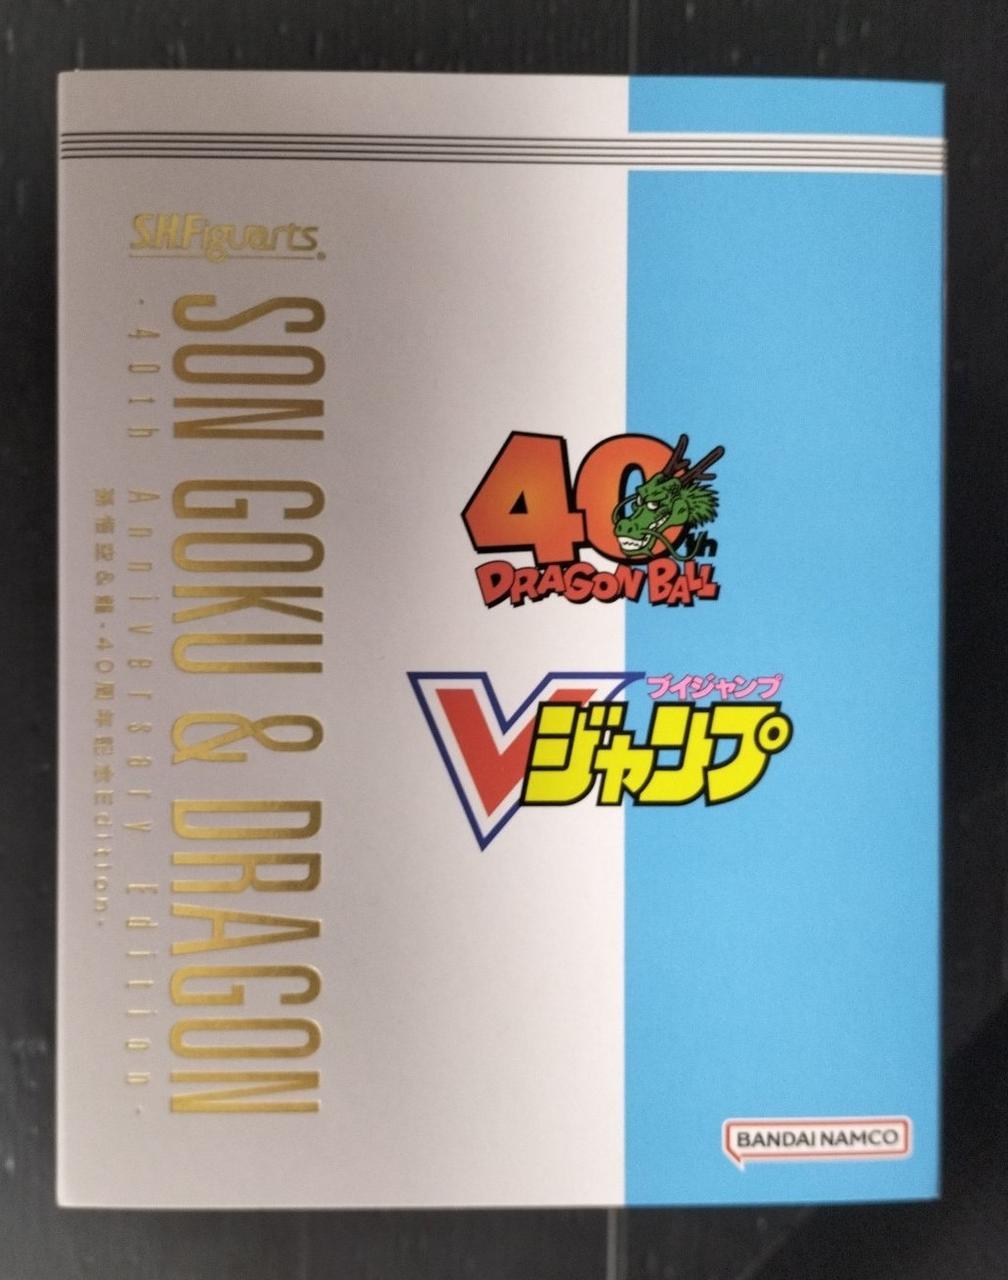 S.H.Figuarts
SON GOKU & DRAGON
・40th Anniversary Edition・
孫悟空&龍・40周年記念Edition・
40th
DRAGON BALL
ブイジャンプ
Vジャンプ
BANDAI NAMCO